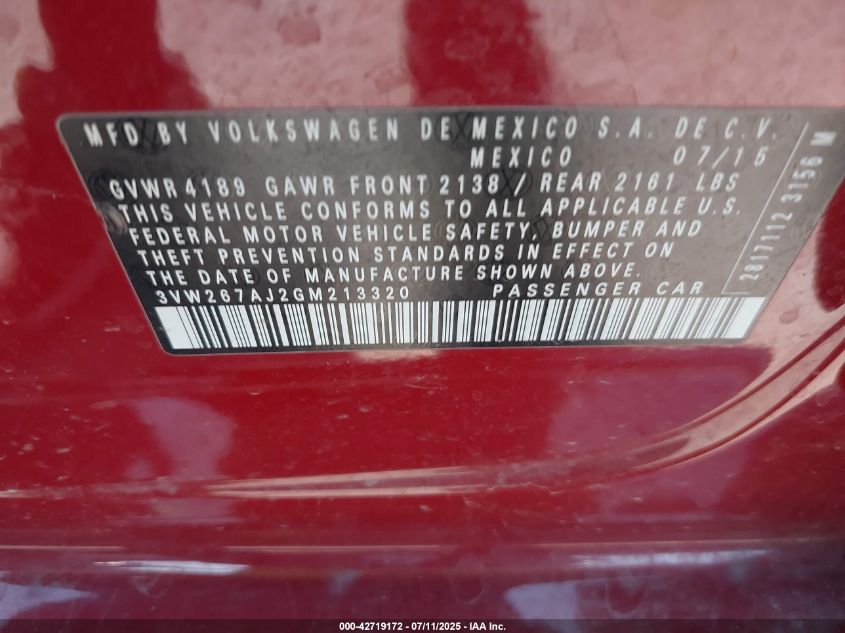 MFD BY VOLKSWAGEN DE MEXICO S.A. DE C.V.
MEXICO 07/15
GVWR 4189 GAWR FRONT 2138 / REAR 2161 LBS
THIS VEHICLE CONFORMS TO ALL APPLICABLE U.S.
FEDERAL MOTOR VEHICLE SAFETY, BUMPER AND
THEFT PREVENTION STANDARDS IN EFFECT ON
THE DATE OF MANUFACTURE SHOWN ABOVE.
3VW267AJ2GM213320 PASSENGER CAR
2817112 3156 M
000-42719172 - 07/11/2025 - IAA Inc.